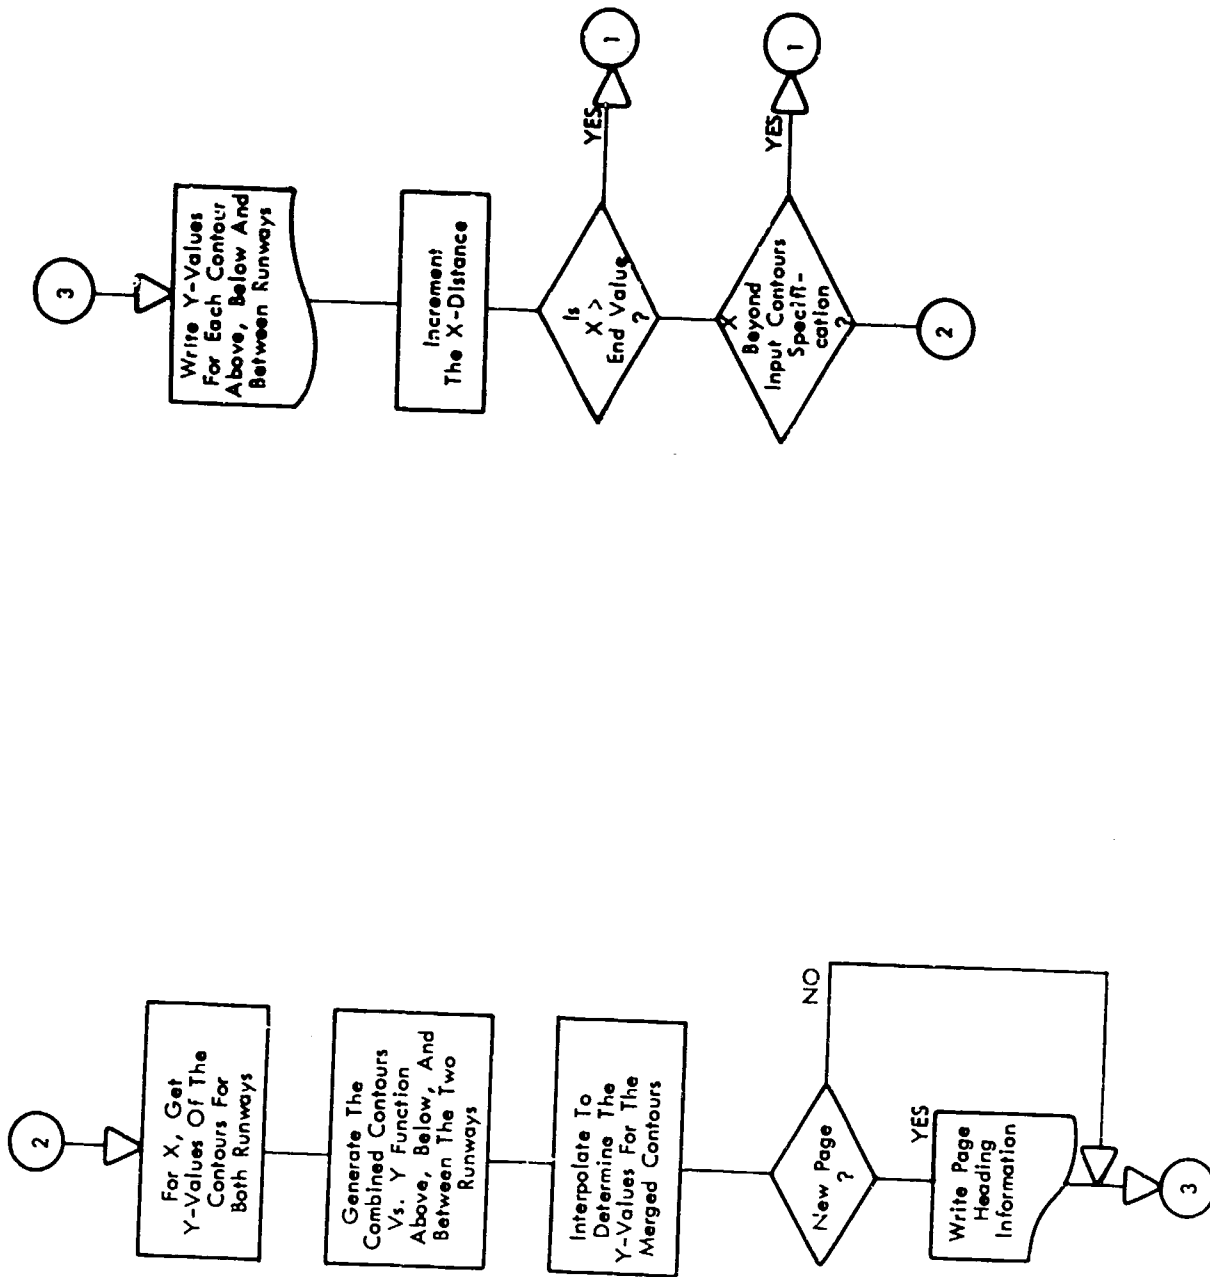 2
For X, Get
Y-Values Of The
Contours For
Both Runways
Generate The
Combined Contours
Vs. Y Function
Above, Below, And
Between The Two
Runways
Interpolate To
Determine The
Y-Values For The
Merged Contours
New Page
?
NO
YES
Write Page
Heading
Information
3
3
Write Y-Values
For Each Contour
Above, Below And
Between Runways
Increment
The X-Distance
Is
X >
End Value
?
YES
1
X
Beyond
Input Contours
Specifi-
cation
?
YES
1
2